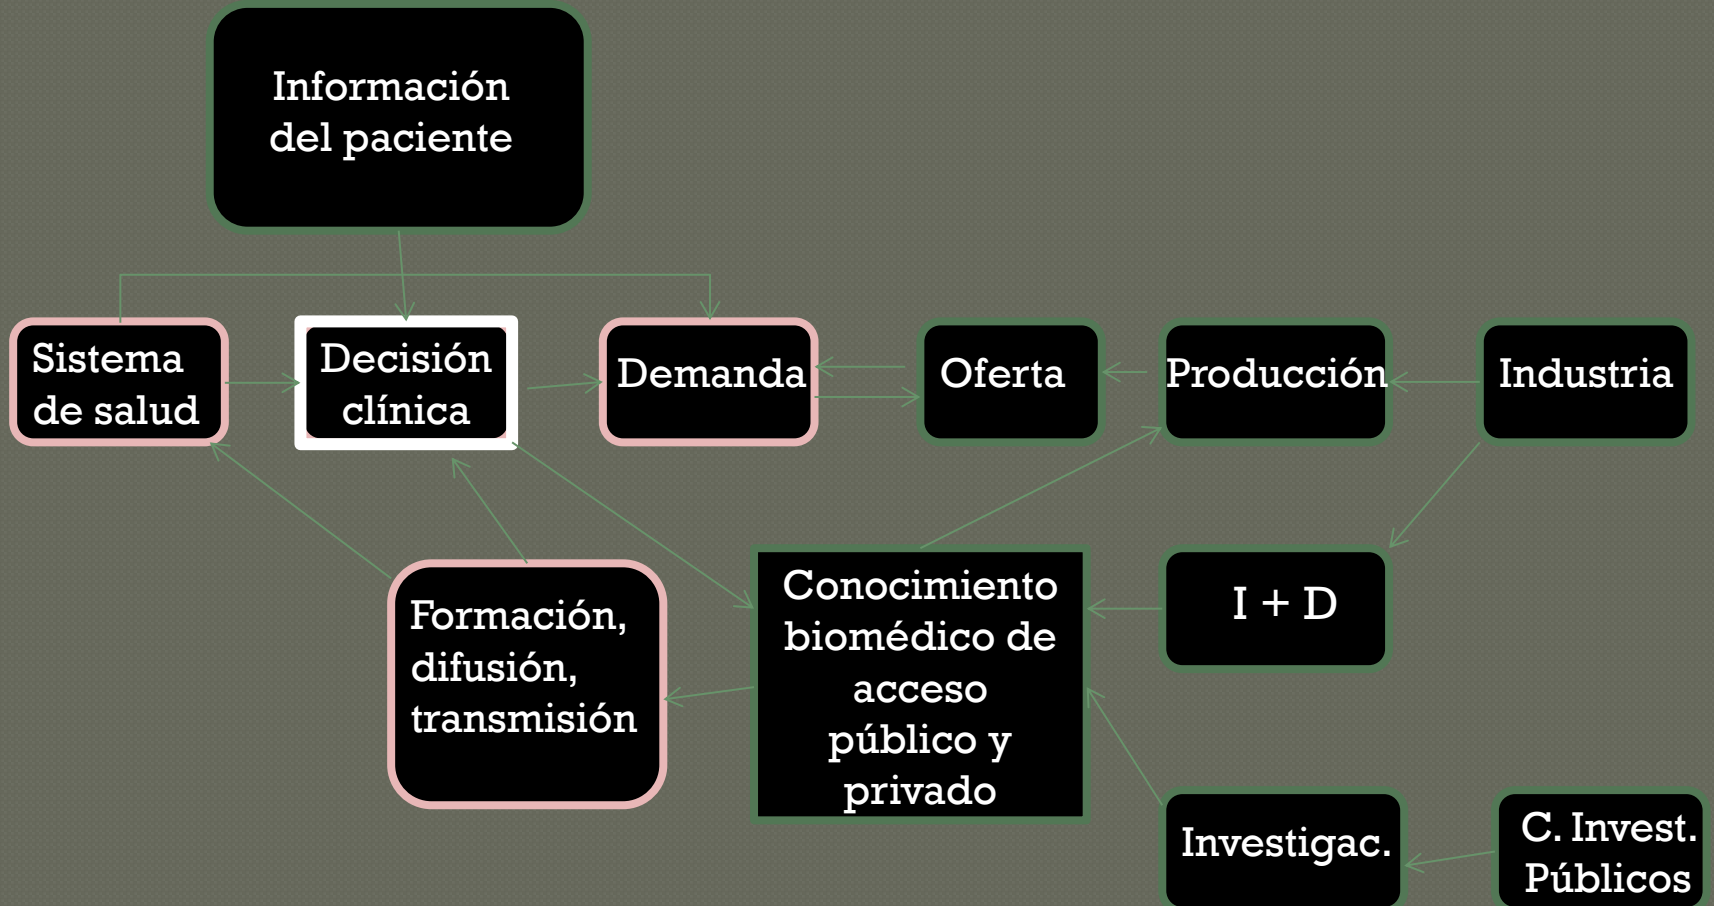 Información
del paciente
Sistema
de salud
Decisión
clínica
Demanda
Oferta
Producción
Industria
Formación,
difusión,
transmisión
Conocimiento
biomédico de
acceso
público y
privado
I + D
Investigac.
C. Invest.
Públicos